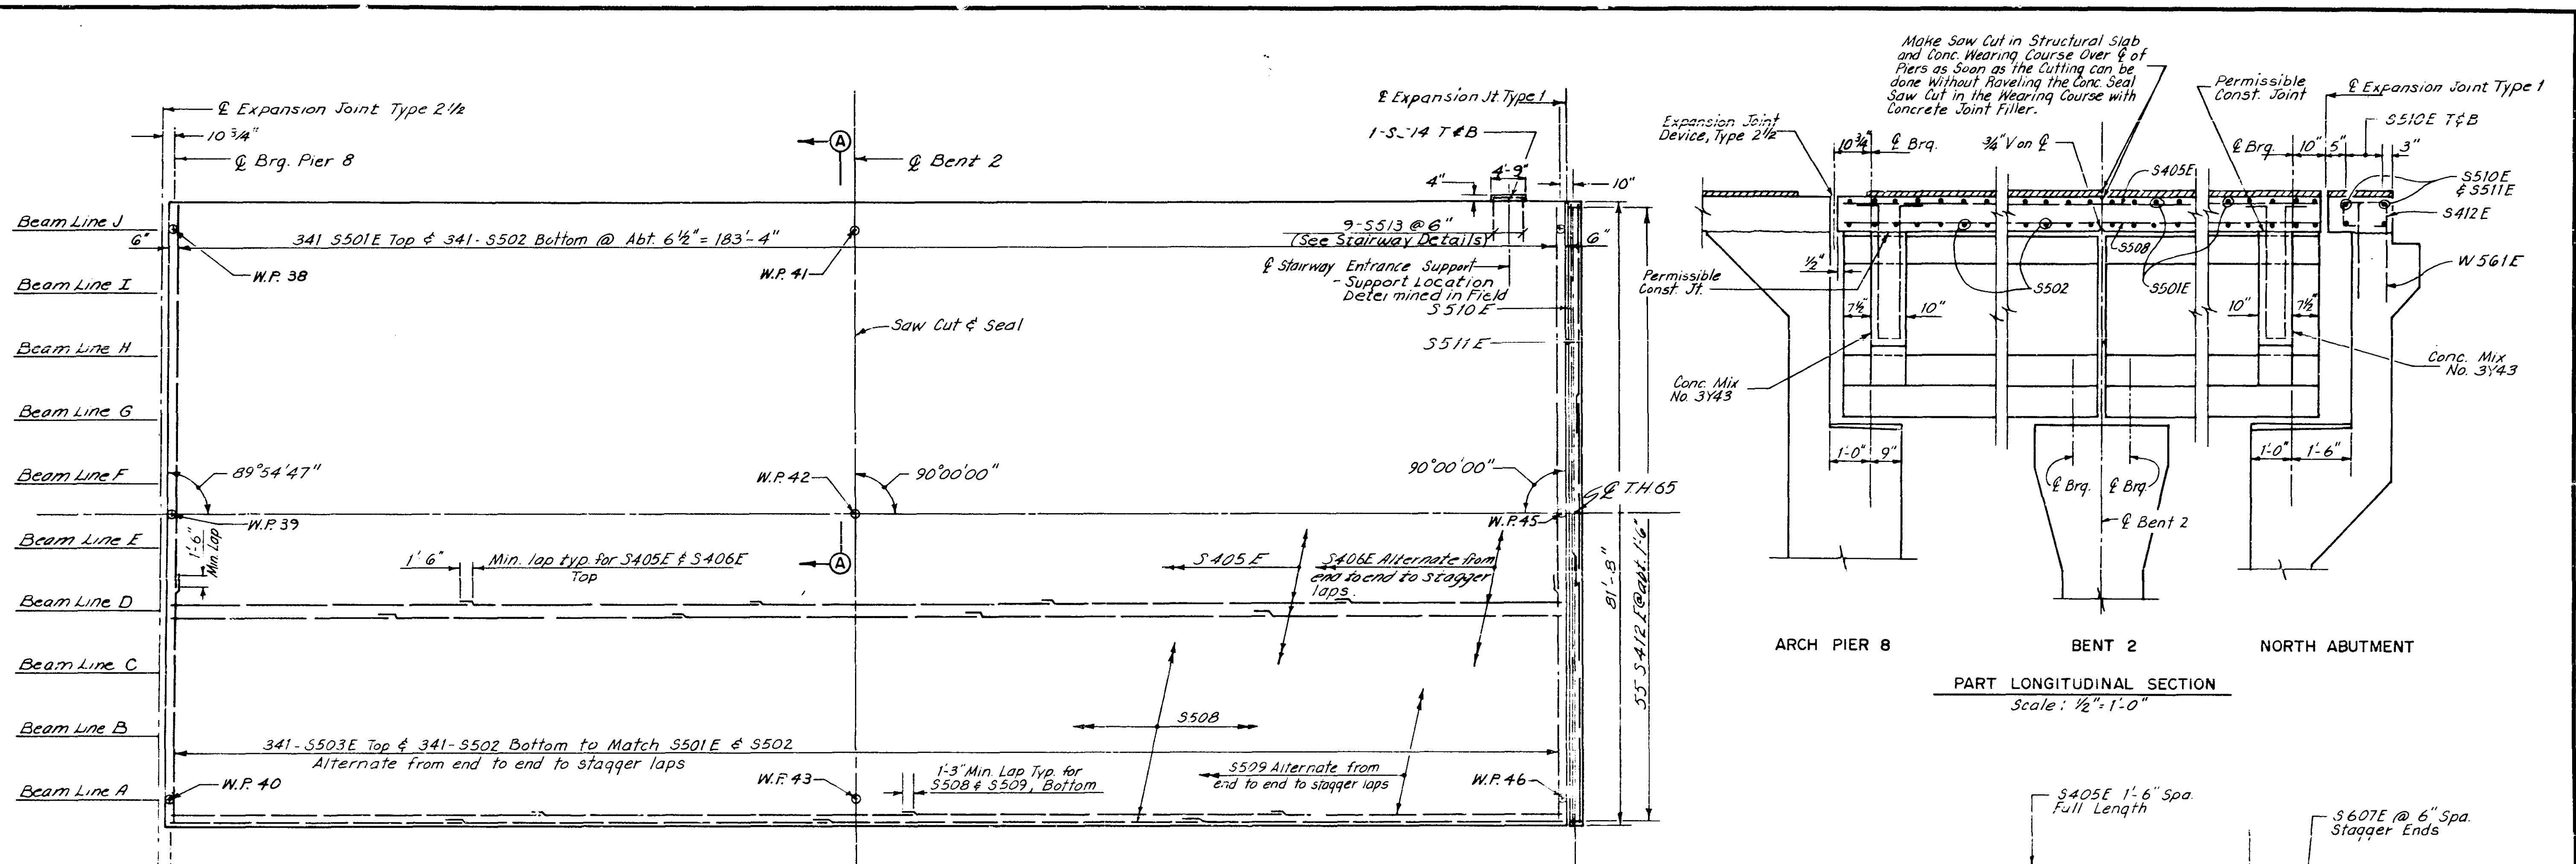 ℄ Expansion Joint Type 2 1/2
10 3/4"
℄ Brg. Pier 8
A
℄ Bent 2
℄ Expansion Jt. Type 1
T & B
4'-9"
4"
10"
Beam Line J
6"
341 S501E Top & 341-S502 Bottom @ Abt. 6 1/2" = 183'-4"
W.P. 38
W.P. 41
9-S513 @ 6"
(See Stairway Details)
6"
℄ Stairway Entrance Support
- Support Location
Determined in Field
S510E
Beam Line I
Saw Cut & Seal
S511E
Beam Line H
Beam Line G
Beam Line F
89°54'47"
W.P. 42
90°00'00"
90°00'00"
℄ T.H. 65
W.P. 39
W.P. 45
Beam Line E
1'-6"
Min. Lap
1'6"
Min. lap typ. for S405E & S406E
Top
A
S405E
S406E Alternate from
end to end to stagger
laps.
Beam Line D
81'-8"
55 S412E @ abt. 1'-6"
Beam Line C
S508
Beam Line B
341-S503E Top & 341-S502 Bottom to Match S501E & S502
Alternate from end to end to stagger laps
1'-3" Min. Lap Typ. for
S508 & S509, Bottom
S509 Alternate from
end to end to stagger laps
Beam Line A
W.P. 40
W.P. 43
W.P. 46
Make Saw Cut in Structural Slab
and Conc. Wearing Course Over ℄ of
Piers as Soon as the Cutting can be
done Without Raveling the Conc. Seal
Saw Cut in the Wearing Course with
Concrete Joint Filler.
Permissible
Const. Joint
℄ Expansion Joint Type 1
Expansion Joint
Device, Type 2 1/2
S510E T&B
10 3/4"
℄ Brg.
3/4" V on ℄
℄ Brg.
10"
5"
3"
S405E
S510E
& S511E
S412E
S508
1/2"
W561E
Permissible
Const. Jt.
S502
S501E
7 1/2"
10"
10"
7 1/2"
Conc. Mix
No. 3Y43
Conc. Mix
No. 3Y43
1'-0"
9"
1'-0"
1'-6"
℄ Brg.
℄ Brg.
℄ Bent 2
ARCH PIER 8
BENT 2
NORTH ABUTMENT
PART LONGITUDINAL SECTION
Scale: 1/2" = 1'-0"
S405E 1'-6" Spa.
Full Length
S607E @ 6" Spa.
Stagger Ends